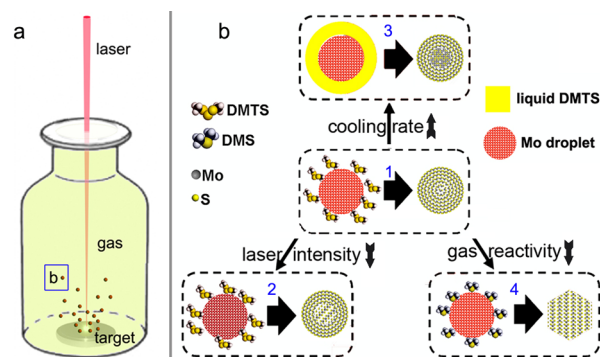 a
laser
b
gas
target
b
DMTS
DMS
Mo
S
3
cooling rate
liquid DMTS
Mo droplet
1
laser intensity
gas reactivity
2
4